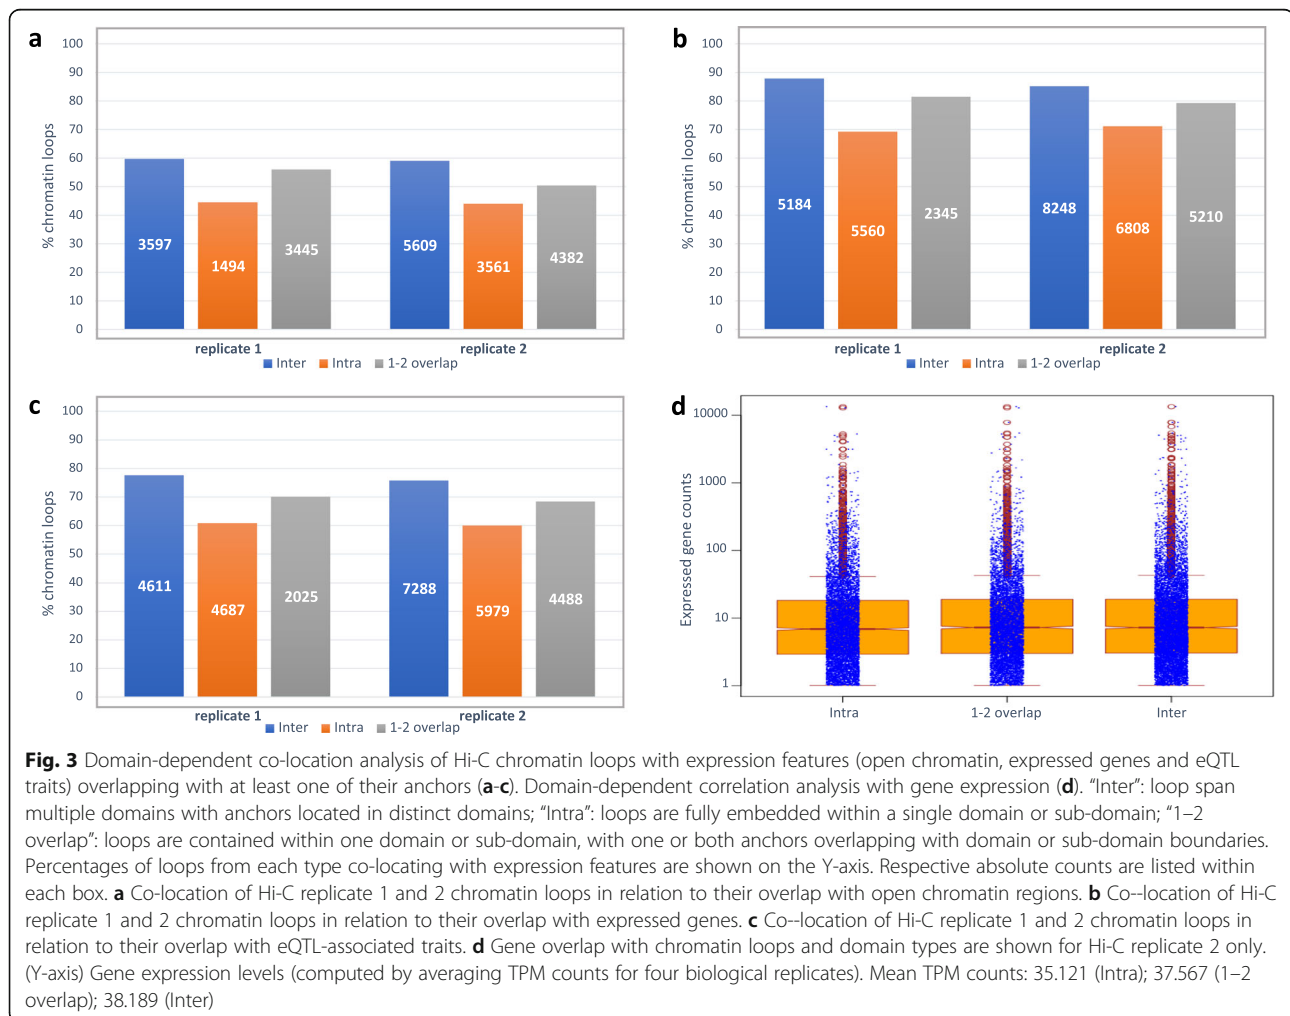 a
100
90
80
70
60
50
40
30
20
10
0
% chromatin loops
3597
1494
3445
5609
3561
4382
replicate 1
replicate 2
Inter
Intra
1-2 overlap
b
100
90
80
70
60
50
40
30
20
10
0
% chromatin loops
5184
5560
2345
8248
6808
5210
replicate 1
replicate 2
Inter
Intra
1-2 overlap
c
100
90
80
70
60
50
40
30
20
10
0
% chromatin loops
4611
4687
2025
7288
5979
4488
replicate 1
replicate 2
Inter
Intra
1-2 overlap
d
10000
1000
100
10
1
Expressed gene counts
Intra
1-2 overlap
Inter
Fig. 3 Domain-dependent co-location analysis of Hi-C chromatin loops with expression features (open chromatin, expressed genes and eQTL
traits) overlapping with at least one of their anchors (a-c). Domain-dependent correlation analysis with gene expression (d). “Inter”: loop span
multiple domains with anchors located in distinct domains; “Intra”: loops are fully embedded within a single domain or sub-domain; “1–2
overlap”: loops are contained within one domain or sub-domain, with one or both anchors overlapping with domain or sub-domain boundaries.
Percentages of loops from each type co-locating with expression features are shown on the Y-axis. Respective absolute counts are listed within
each box. a Co-location of Hi-C replicate 1 and 2 chromatin loops in relation to their overlap with open chromatin regions. b Co--location of Hi-C
replicate 1 and 2 chromatin loops in relation to their overlap with expressed genes. c Co--location of Hi-C replicate 1 and 2 chromatin loops in
relation to their overlap with eQTL-associated traits. d Gene overlap with chromatin loops and domain types are shown for Hi-C replicate 2 only.
(Y-axis) Gene expression levels (computed by averaging TPM counts for four biological replicates). Mean TPM counts: 35.121 (Intra); 37.567 (1–2
overlap); 38.189 (Inter)